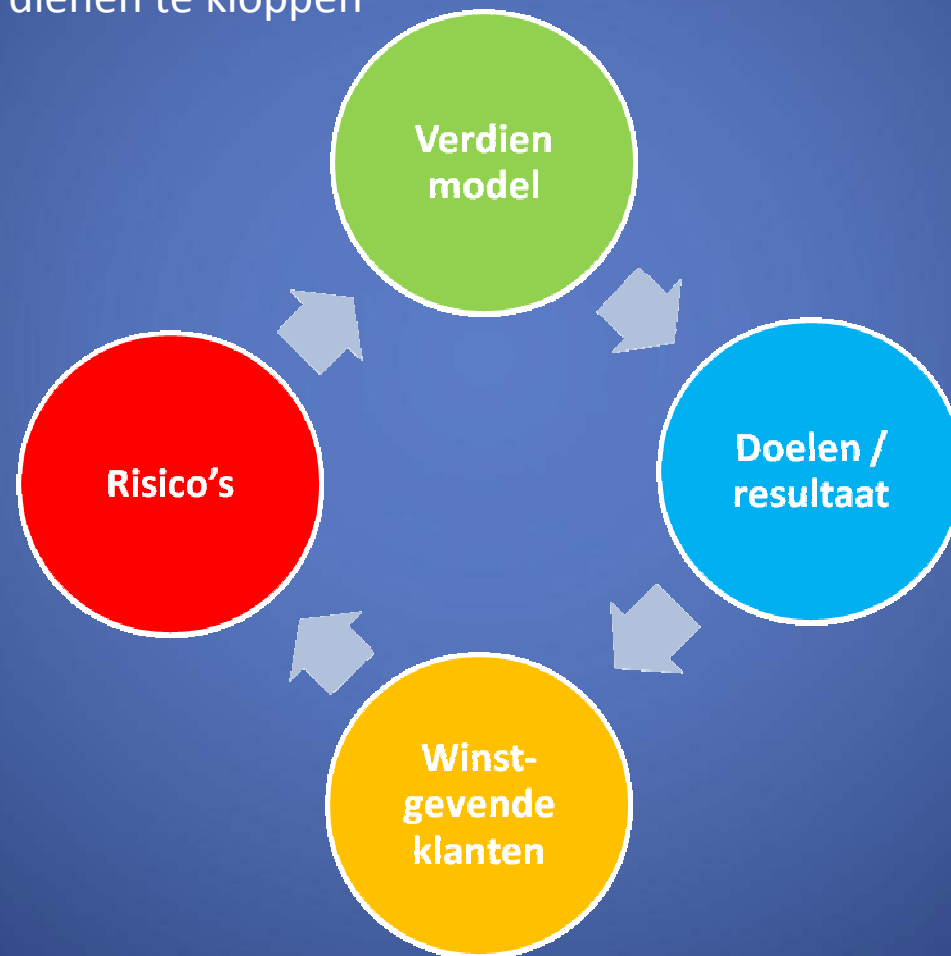 dienen te kloppen
Verdien
model
Doelen /
resultaat
Risico's
Winst-
gevende
klanten